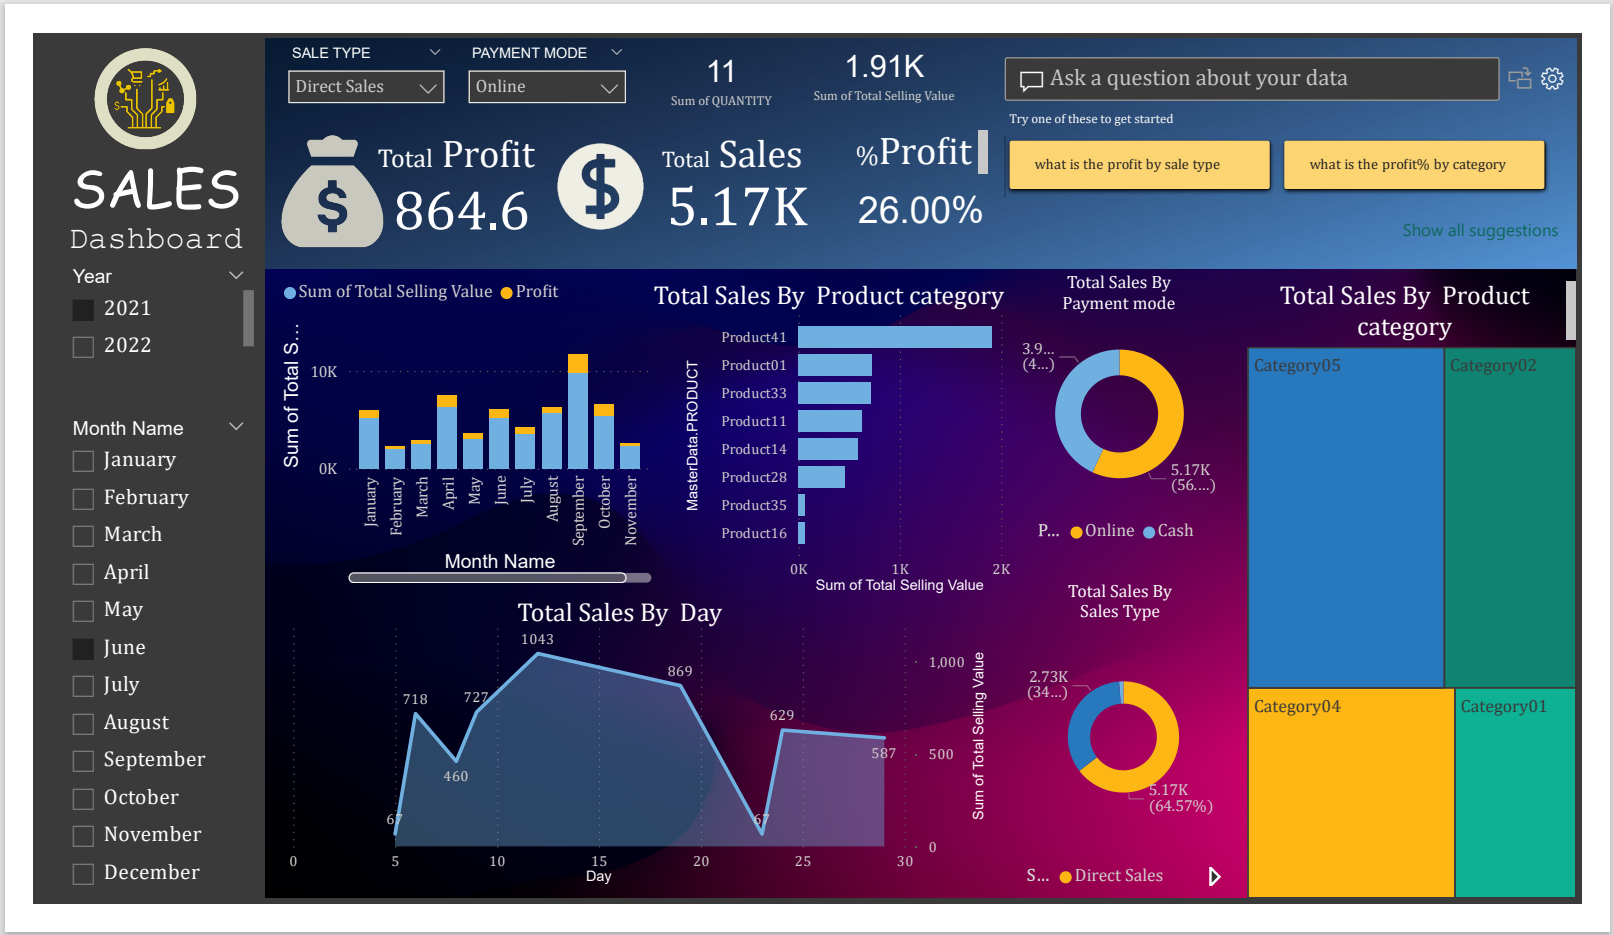 SALES
Dashboard
Year
2021
2022
Month Name
January
February
March
April
May
June
July
August
September
October
November
December
SALE TYPE
Direct Sales
PAYMENT MODE
Online
11
Sum of QUANTITY
1.91K
Sum of Total Selling Value
Ask a question about your data
Try one of these to get started
what is the profit by sale type
what is the profit% by category
Show all suggestions
$
Total Profit
864.6
$
Total Sales
5.17K
%Profit
26.00%
Sum of Total Selling Value
Profit
Sum of Total S...
10K
0K
January
February
March
April
May
June
July
August
September
October
November
Month Name
Total Sales By Product category
MasterData.PRODUCT
Product41
Product01
Product33
Product11
Product14
Product28
Product35
Product16
0K
1K
2K
Sum of Total Selling Value
Total Sales By
Payment mode
3.9...
(4...)
5.17K
(56....)
P...
Online
Cash
Total Sales By Product
category
Category05
Category02
Category04
Category01
Total Sales By Day
1043
869
718
727
460
67
67
629
587
1,000
500
0
Sum of Total Selling Value
0
5
10
15
20
25
30
Day
Total Sales By
Sales Type
2.73K
(34...)
5.17K
(64.57%)
S...
Direct Sales